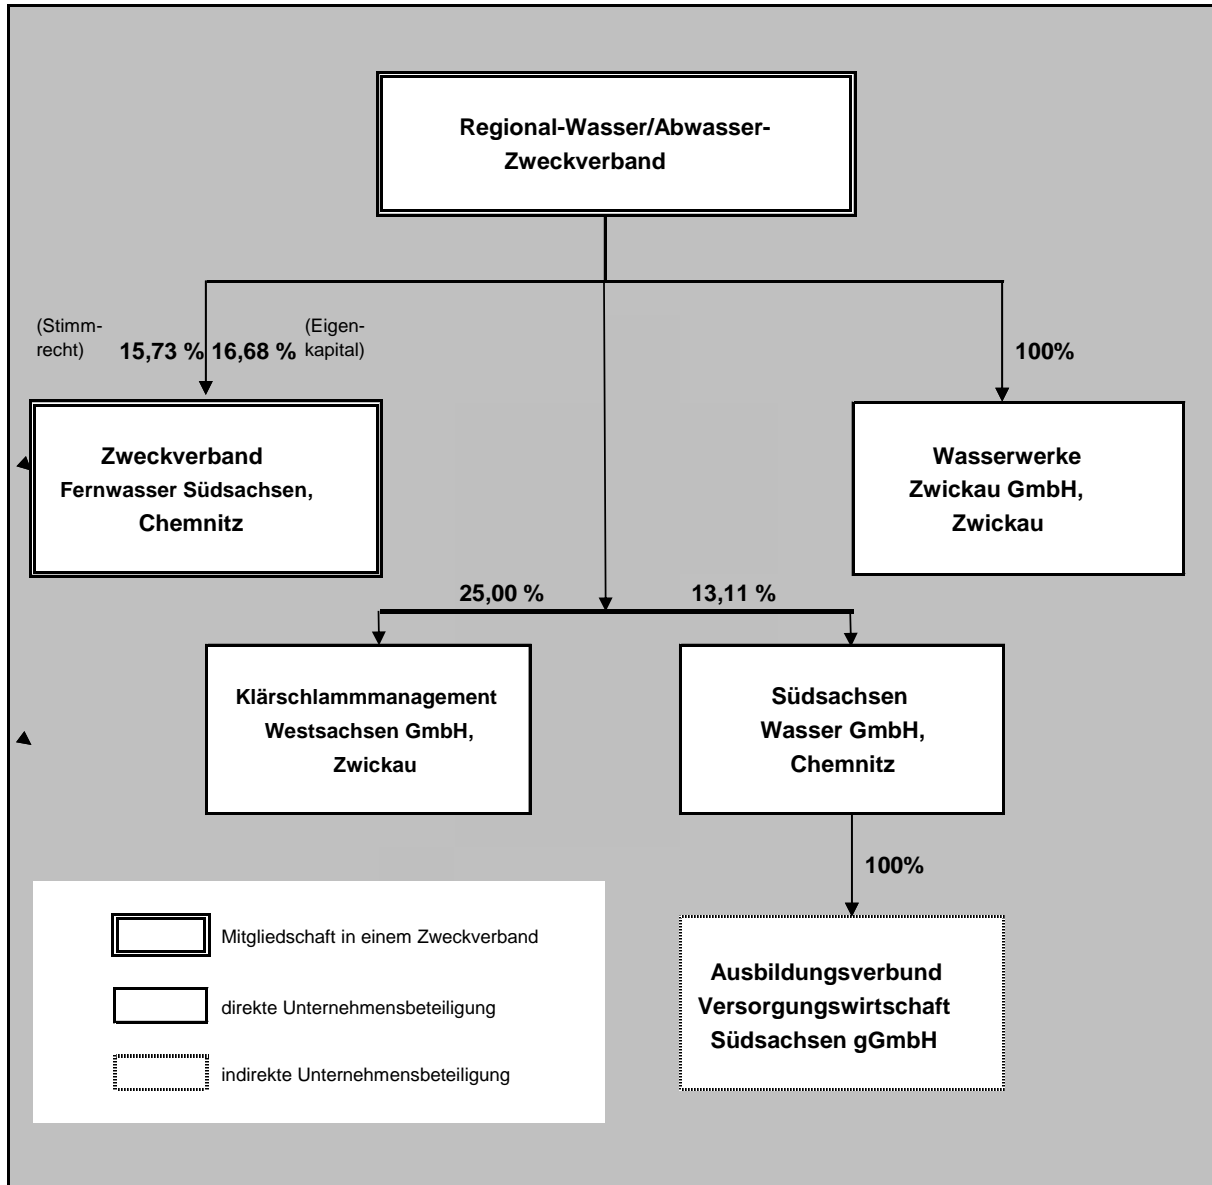 Regional-Wasser/Abwasser-
Zweckverband
(Stimm-
recht)
15,73 %
16,68 %
(Eigen-
kapital)
100%
Zweckverband
Fernwasser Südsachsen,
Chemnitz
Wasserwerke
Zwickau GmbH,
Zwickau
25,00 %
13,11 %
Klärschlammmanagement
Westsachsen GmbH,
Zwickau
Südsachsen
Wasser GmbH,
Chemnitz
100%
Ausbildungsverbund
Versorgungswirtschaft
Südsachsen gGmbH
Mitgliedschaft in einem Zweckverband
direkte Unternehmensbeteiligung
indirekte Unternehmensbeteiligung